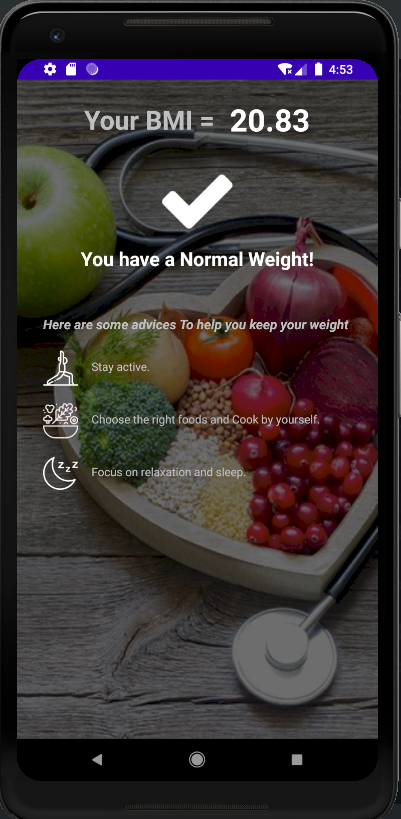 4:53
Your BMI = 20.83
You have a Normal Weight!
Here are some advices To help you keep your weight
Stay active.
Choose the right foods and Cook by yourself.
Focus on relaxation and sleep.